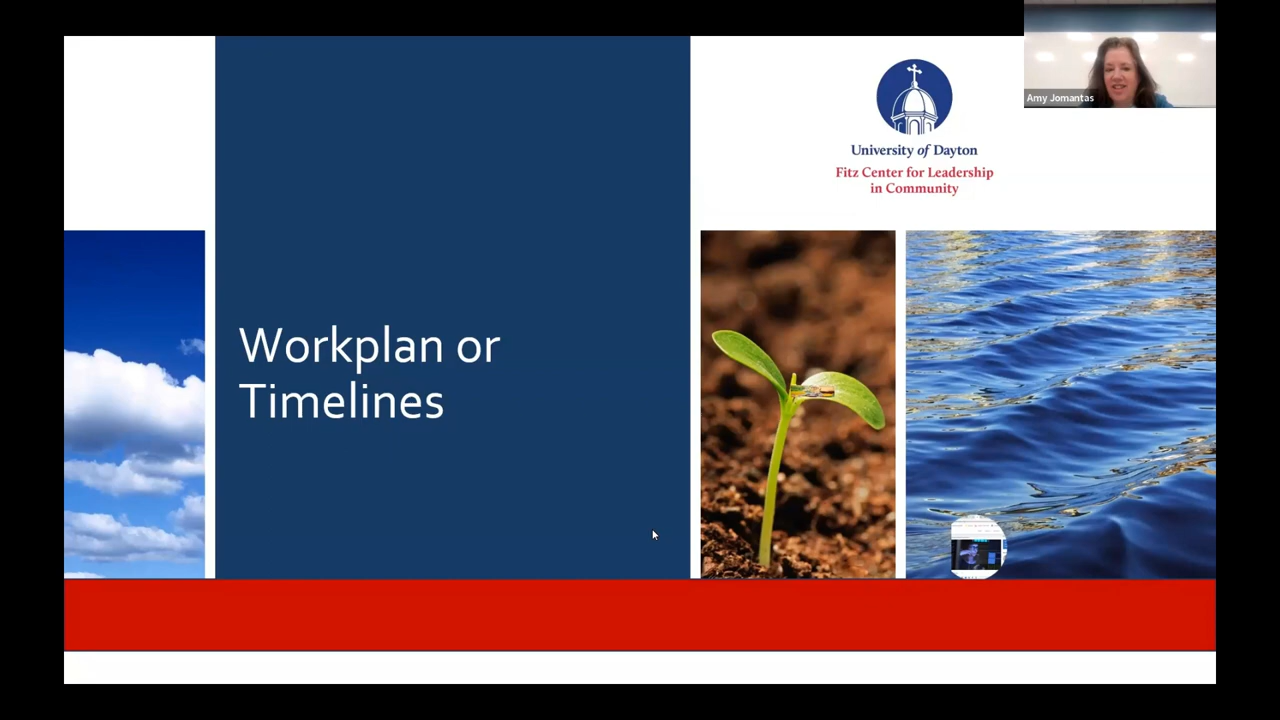 Workplan or
Timelines
University of Dayton
Fitz Center for Leadership
in Community
Amy Jomantas